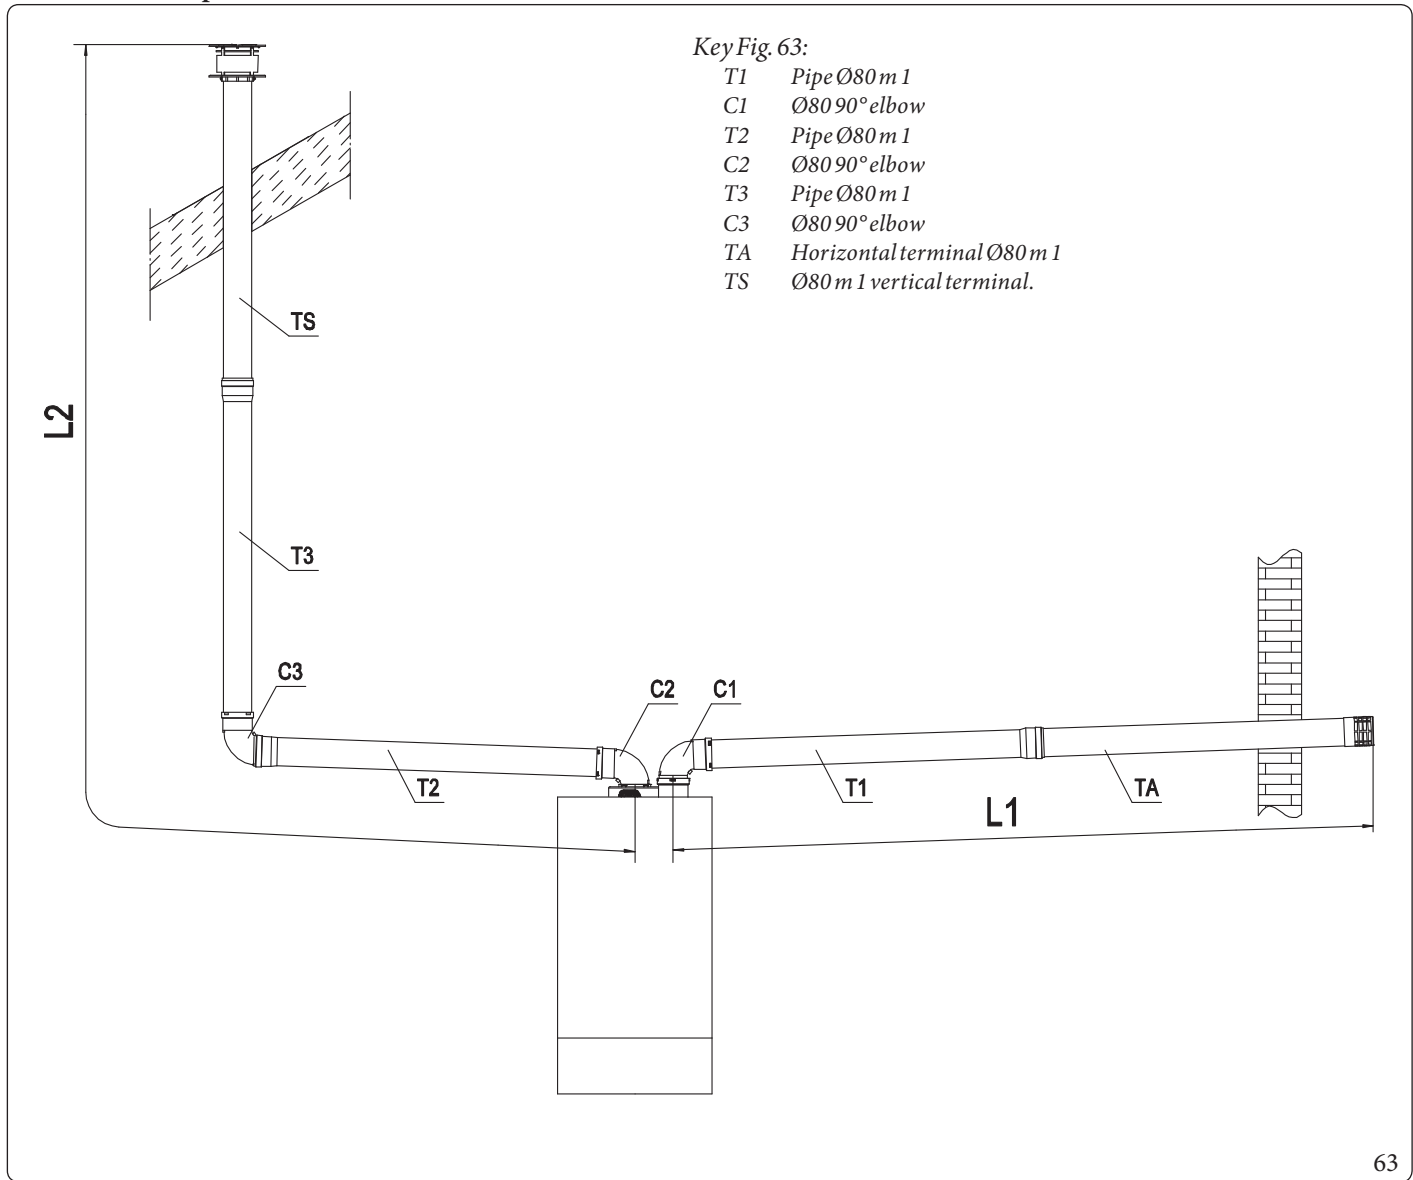 Key Fig. 63:
T1 Pipe Ø80 m 1
C1 Ø80 90° elbow
T2 Pipe Ø80 m 1
C2 Ø80 90° elbow
T3 Pipe Ø80 m 1
C3 Ø80 90° elbow
TA Horizontal terminal Ø80 m 1
TS Ø80 m 1 vertical terminal.
TS
L2
T3
C3
C2
C1
T2
T1
TA
L1
63